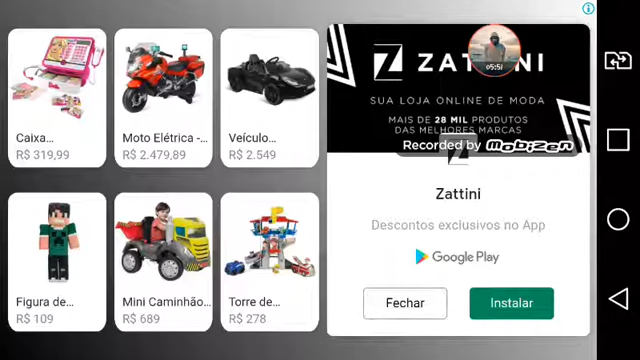 Caixa...
R$ 319,99
Moto Elétrica -...
R$ 2.479,89
Veículo...
R$ 2.549
Figura de...
R$ 109
Mini Caminhão...
R$ 689
Torre de...
R$ 278
ZATTINI
05:51
SUA LOJA ONLINE DE MODA
MAIS DE 28 MIL PRODUTOS
DAS MELHORES MARCAS
Recorded by Mobizen
Zattini
Descontos exclusivos no App
Google Play
Fechar
Instalar